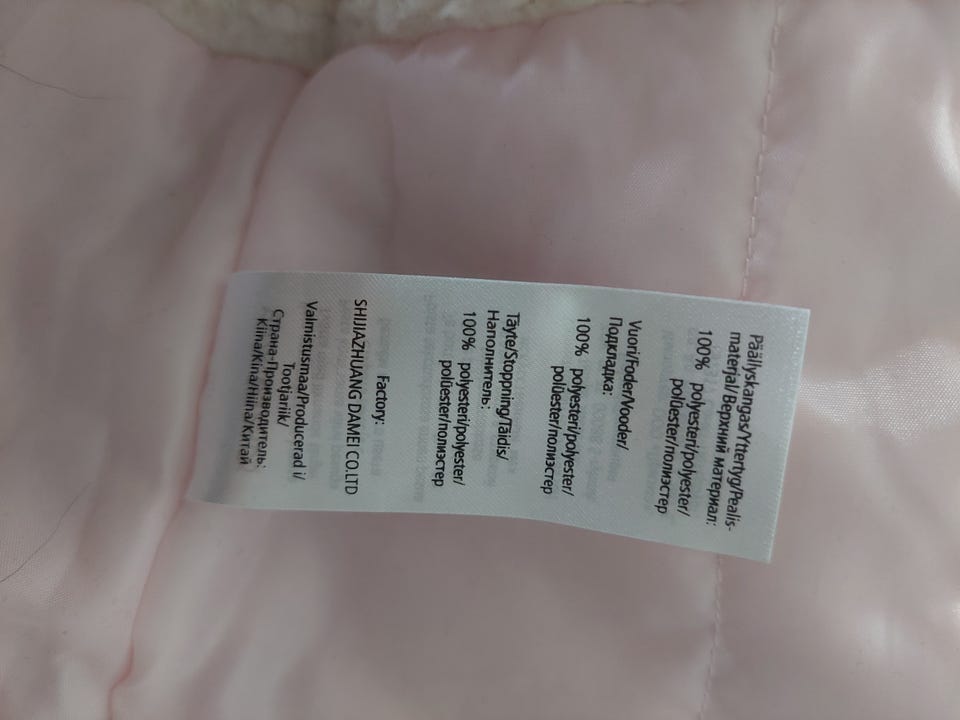 Päällyskangas/Yttertyg/Pealis-
materjal/Верхний материал:
100% polyesteri/polyester/
polüester/полиэстер
Vuori/Foder/Vooder/
Подкладка:
100% polyesteri/polyester/
polüester/полиэстер
Täyte/Stoppning/Täidis/
Наполнитель:
100% polyesteri/polyester/
polüester/полиэстер
Factory:
SHIJIAZHUANG DAMEI CO.LTD
Valmistusmaa/Producerad i/
Tootjariik/
Страна-Производитель:
Kiina/Kina/Hiina/Китай